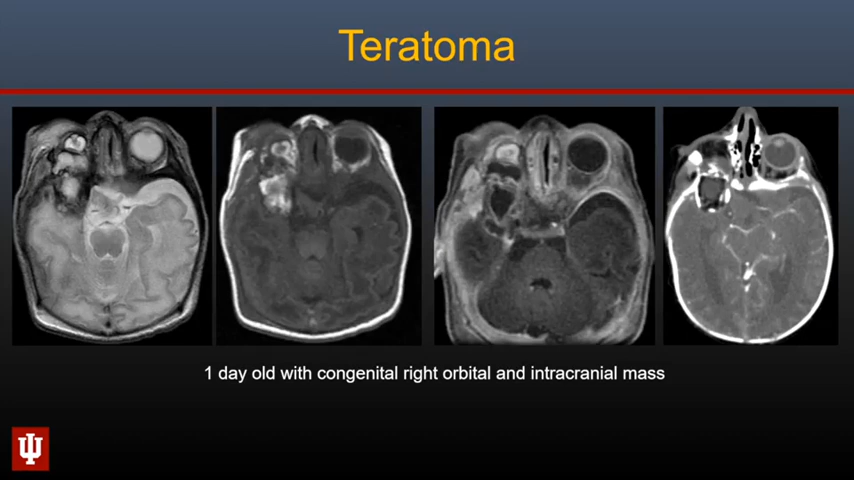 Teratoma
1 day old with congenital right orbital and intracranial mass